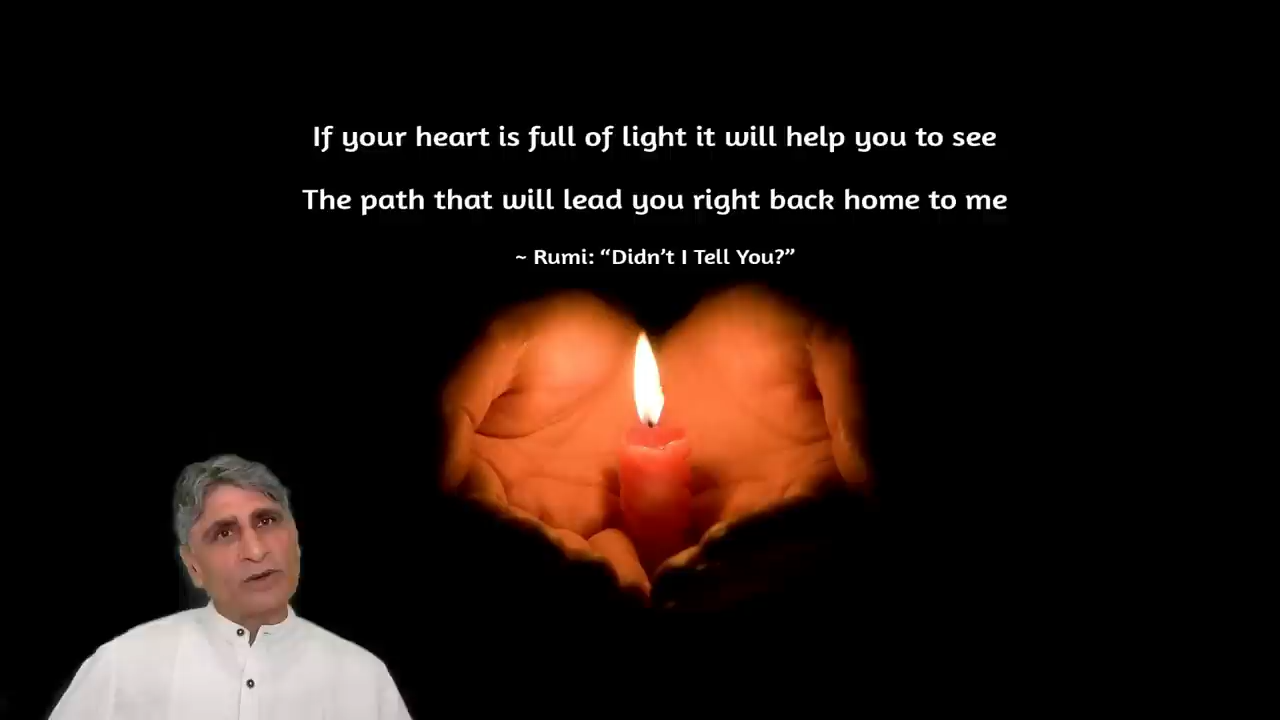 If your heart is full of light it will help you to see
The path that will lead you right back home to me
~ Rumi: “Didn’t I Tell You?”